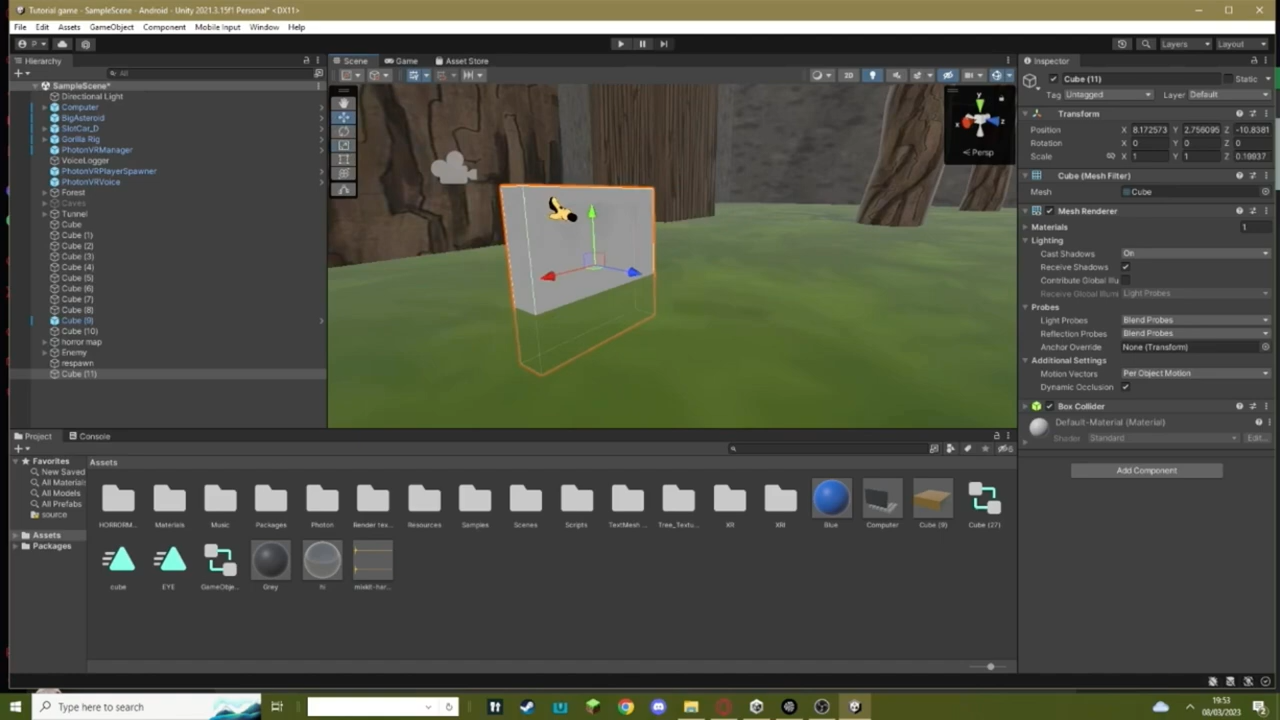 Tutorial game - SampleScene - Android - Unity 2021.3.15f1 Personal* <DX11>
File Edit Assets GameObject Component Mobile Input Window Help
P
Layers
Layout
Hierarchy
All
SampleScene*
Directional Light
Computer
BigAsteroid
SlotCar_D
Gorilla Rig
PhotonVRManager
VoiceLogger
PhotonVRPlayerSpawner
PhotonVRVoice
Forest
Caves
Tunnel
Cube
Cube (1)
Cube (2)
Cube (3)
Cube (4)
Cube (5)
Cube (6)
Cube (7)
Cube (8)
Cube (9)
Cube (10)
horror map
Enemy
respawn
Cube (11)
Scene Game Asset Store
2D
y
x
z
Persp
Inspector
Cube (11)
Static
Tag Untagged Layer Default
Transform
Position X 8.172573 Y 2.756095 Z -10.8381
Rotation X 0 Y 0 Z 0
Scale X 1 Y 1 Z 0.19937
Cube (Mesh Filter)
Mesh Cube
Mesh Renderer
Materials 1
Lighting
Cast Shadows On
Receive Shadows
Contribute Global Illu
Receive Global Illumi Light Probes
Probes
Light Probes Blend Probes
Reflection Probes Blend Probes
Anchor Override None (Transform)
Additional Settings
Motion Vectors Per Object Motion
Dynamic Occlusion
Box Collider
Default-Material (Material)
Shader Standard Edit...
Add Component
Project Console
Favorites
New Saved
All Materials
All Models
All Prefabs
source
Assets
Packages
Assets
HORRORM... Materials Music Packages Photon Render tex... Resources Samples Scenes Scripts TextMesh ... Tree_Textu... XR XRI Blue Computer Cube (9) Cube (27)
cube EYE GameObje... Grey hi mixkit-har...
Type here to search
19:53
08/03/2023
2